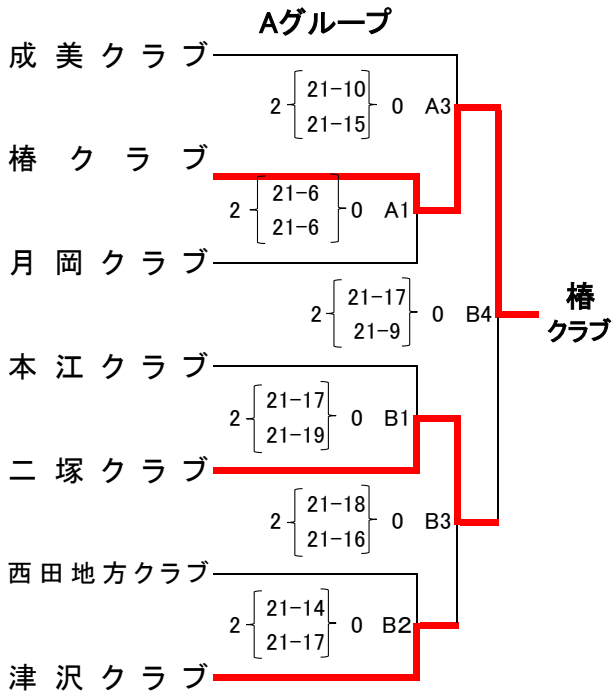 Aグループ
成美クラブ
21-10
2 0 A3
21-15
椿クラブ
21-6
2 0 A1
21-6
月岡クラブ
21-17
2 0 B4
21-9
椿
クラブ
本江クラブ
21-17
2 0 B1
21-19
二塚クラブ
21-18
2 0 B3
21-16
西田地方クラブ
21-14
2 0 B2
21-17
津沢クラブ